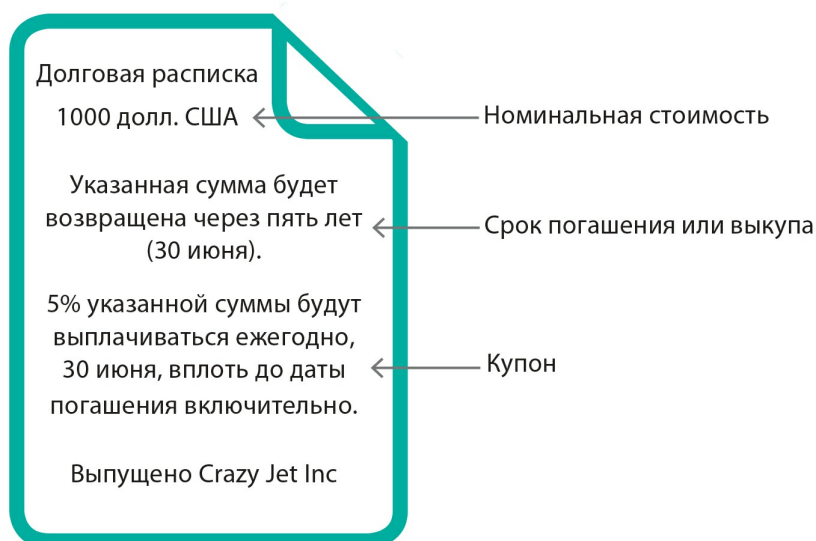 Долговая расписка
1000 долл. США
Номинальная стоимость
Указанная сумма будет
возвращена через пять лет
(30 июня).
Срок погашения или выкупа
5% указанной суммы будут
выплачиваться ежегодно,
30 июня, вплоть до даты
погашения включительно.
Купон
Выпущено Crazy Jet Inc